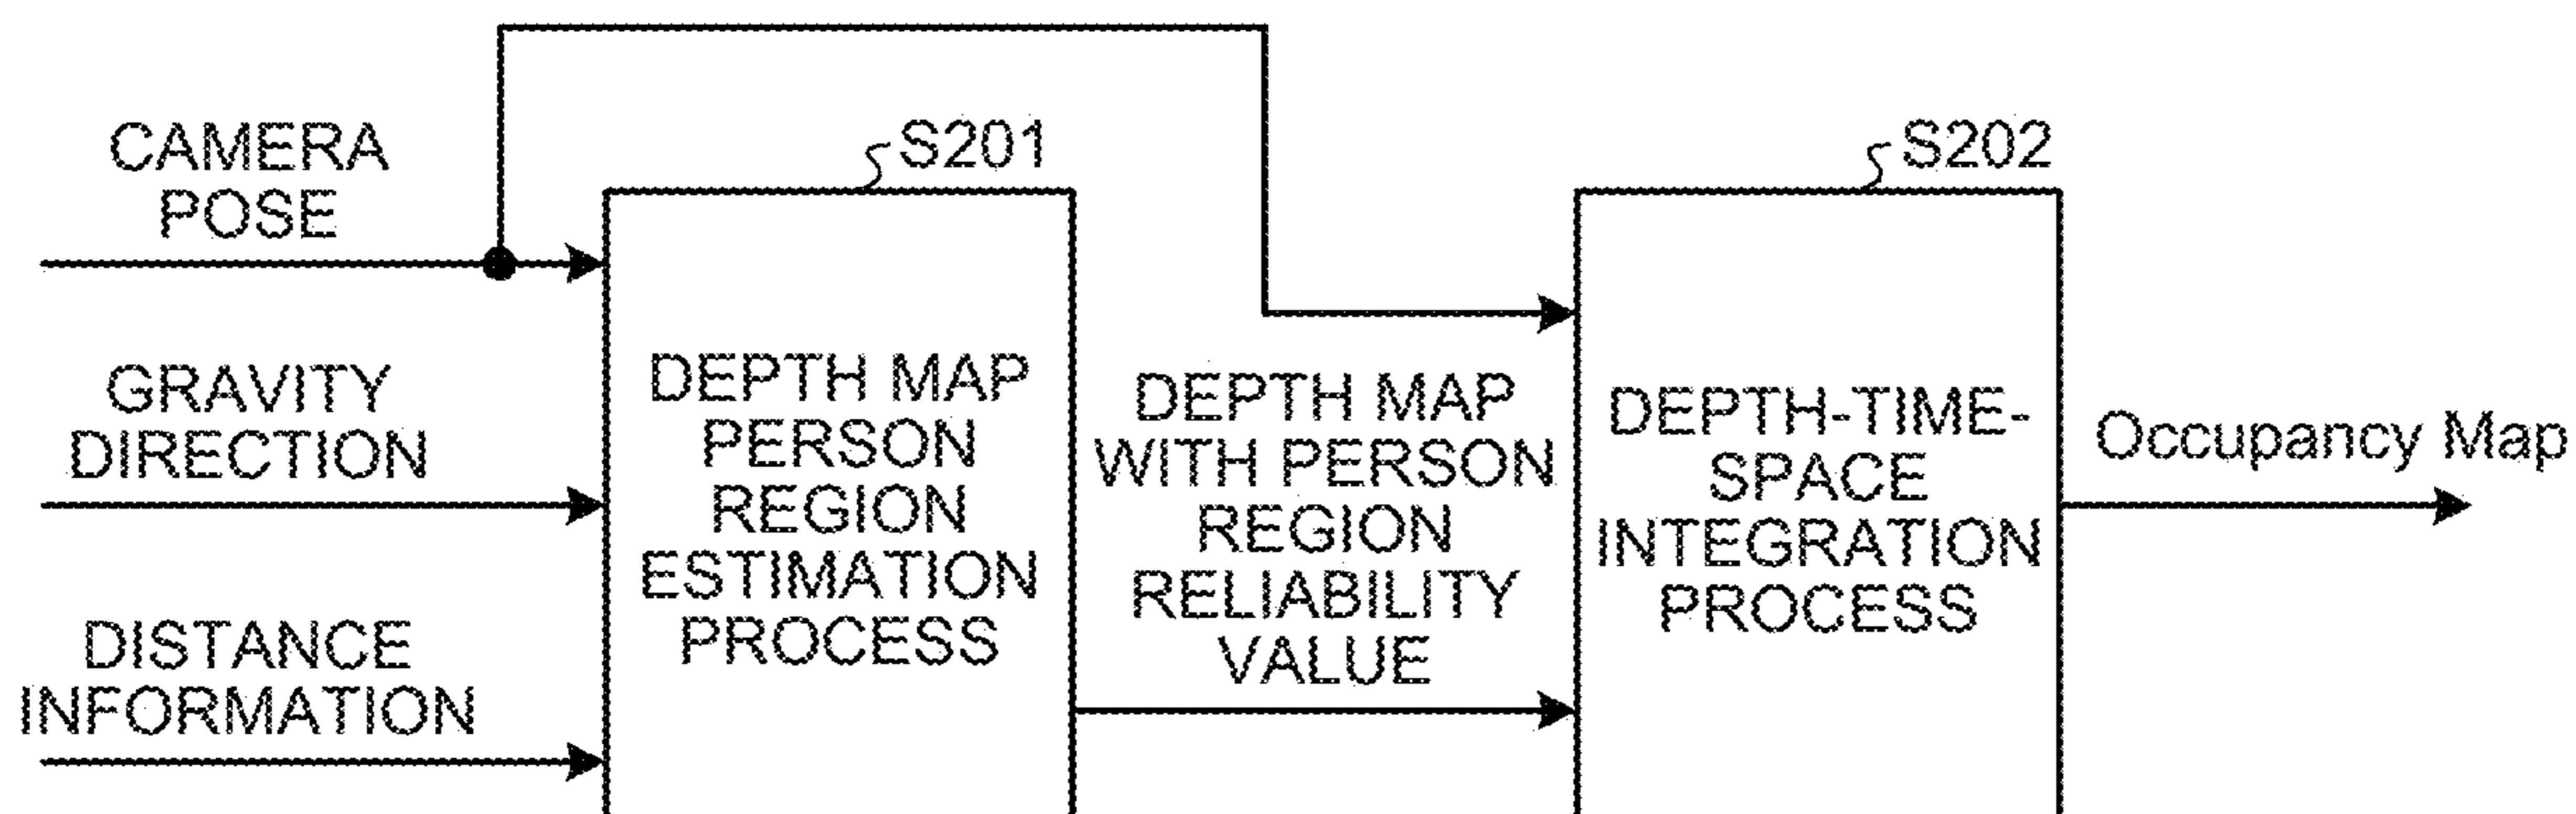 CAMERA
POSE
GRAVITY
DIRECTION
DISTANCE
INFORMATION
S201
DEPTH MAP
PERSON
REGION
ESTIMATION
PROCESS
DEPTH MAP
WITH PERSON
REGION
RELIABILITY
VALUE
S202
DEPTH-TIME-
SPACE
INTEGRATION
PROCESS
Occupancy Map